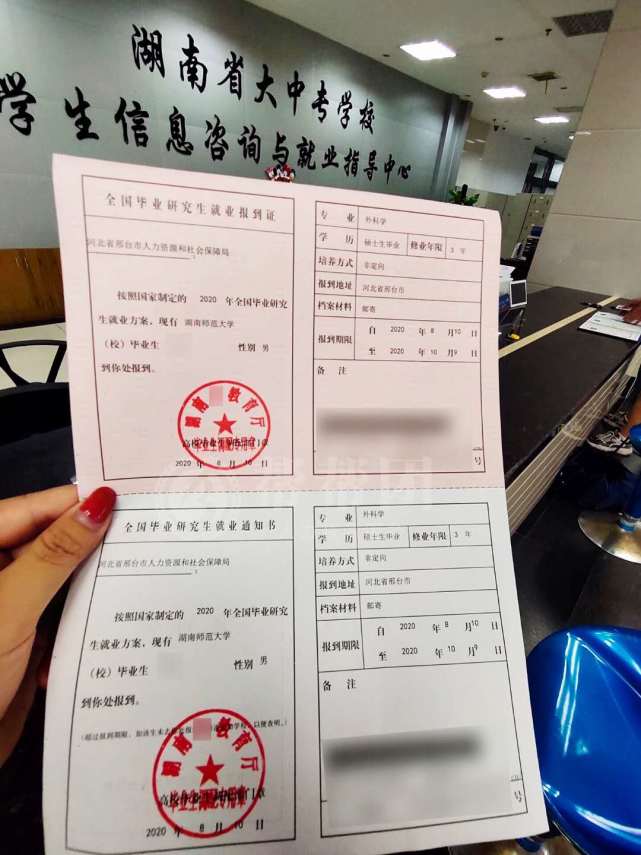 湖南省大中专学校
学生信息咨询与就业指导中心
全国毕业研究生就业报到证
河北省邢台市人力资源和社会保障局
按照国家制定的 2020 年全国毕业研究
生就业方案，现有 湖南师范大学
（校）毕业生 性别 男
到你处报到。
湖南 教育厅
2020 年 8 月 10 日
专业 外科学
学历 硕士生毕业 修业年限 3 年
培养方式 非定向
报到地址 河北省邢台市
档案材料 邮寄
报到期限 自 2020 年 8 月 10 日
至 2020 年 10 月 9 日
备注
号
全国毕业研究生就业通知书
河北省邢台市人力资源和社会保障局
按照国家制定的 2020 年全国毕业研究
生就业方案，现有 湖南师范大学
（校）毕业生 性别 男
到你处报到。
湖南 教育厅
2020 年 8 月 10 日
专业 外科学
学历 硕士生毕业 修业年限 3 年
培养方式 非定向
报到地址 河北省邢台市
档案材料 邮寄
报到期限 自 2020 年 8 月 10 日
至 2020 年 10 月 9 日
备注
号